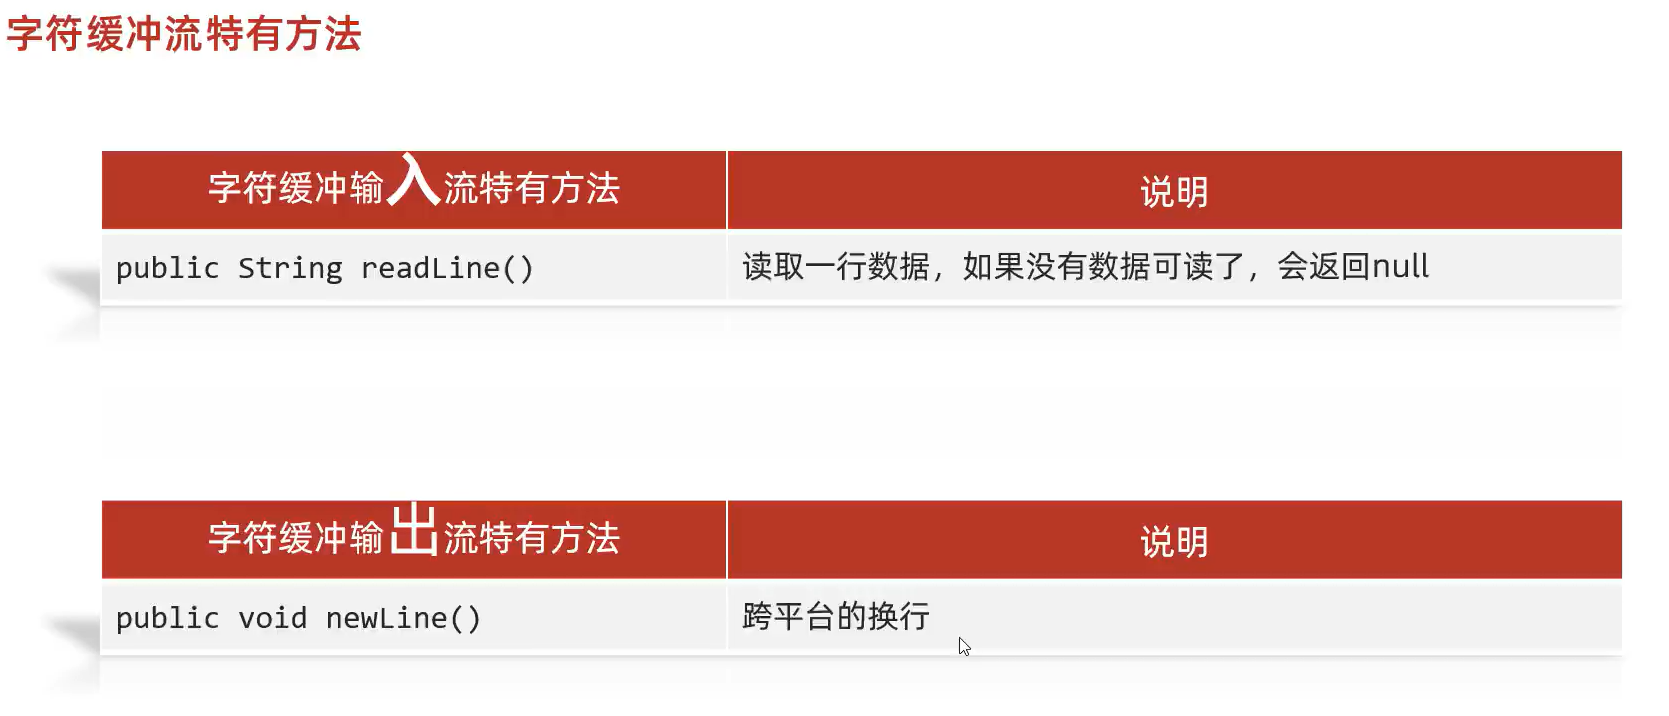 字符缓冲流特有方法
字符缓冲输入流特有方法 说明
public String readLine() 读取一行数据，如果没有数据可读了，会返回null
字符缓冲输出流特有方法 说明
public void newLine() 跨平台的换行